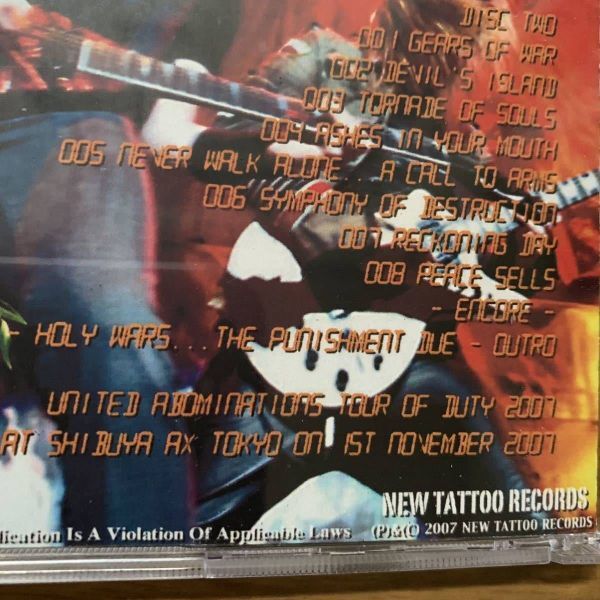 DISC TWO
001 GEARS OF WAR
002 DEVIL'S ISLAND
003 TORNADE OF SOULS
004 ASHES IN YOUR MOUTH
005 NEVER WALK ALONE... A CALL TO ARMS
006 SYMPHONY OF DESTRUCTION
007 RECKONING DAY
008 PEACE SELLS
- ENCORE -
- HOLY WARS...THE PUNISHMENT DUE - OUTRO
UNITED ABOMINATIONS TOUR OF DUTY 2007
AT SHIBUYA AX TOKYO ON 1ST NOVEMBER 2007
NEW TATTOO RECORDS
lication Is A Violation Of Applicable Laws (P)&(C) 2007 NEW TATTOO RECORDS